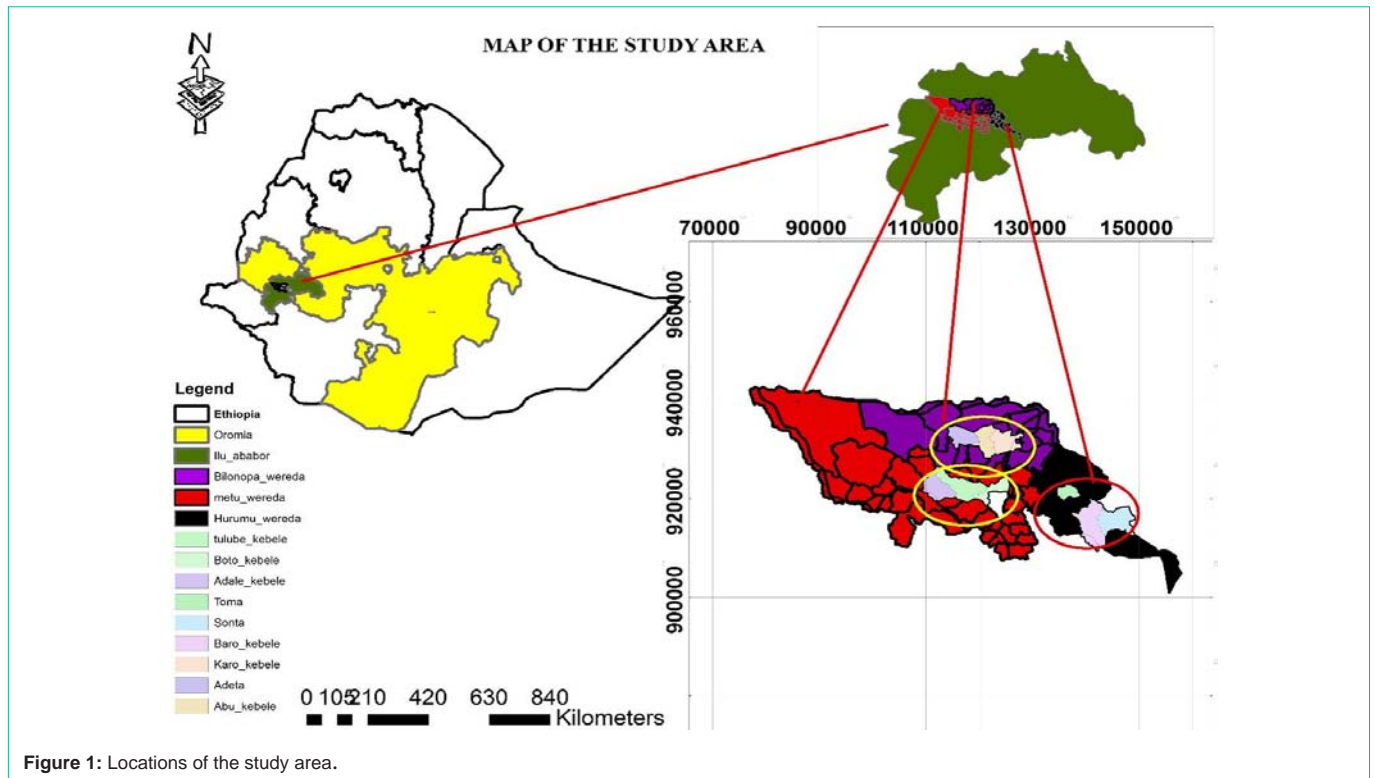 N
MAP OF THE STUDY AREA
70000 90000 110000 130000 150000
960000
940000
920000
900000
Legend
Ethiopia
Oromia
Ilu_ababor
Bilonopa_wereda
metu_wereda
Hurumu_wereda
tulube_kebele
Boto_kebele
Adale_kebele
Toma
Sonta
Baro_kebele
Karo_kebele
Adeta
Abu_kebele
0 105210 420 630 840
Kilometers
Figure 1: Locations of the study area.